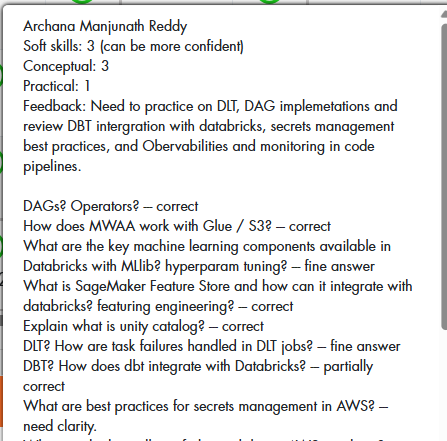 Archana Manjunath Reddy
Soft skills: 3 (can be more confident)
Conceptual: 3
Practical: 1
Feedback: Need to practice on DLT, DAG implemetations and
review DBT intergration with databricks, secrets management
best practices, and Obervabilities and monitoring in code
pipelines.

DAGs? Operators? – correct
How does MWAA work with Glue / S3? – correct
What are the key machine learning components available in
Databricks with MLlib? hyperparam tuning? – fine answer
What is SageMaker Feature Store and how can it integrate with
databricks? featuring engineering? – correct
Explain what is unity catalog? – correct
DLT? How are task failures handled in DLT jobs? – fine answer
DBT? How does dbt integrate with Databricks? – partially
correct
What are best practices for secrets management in AWS? –
need clarity.